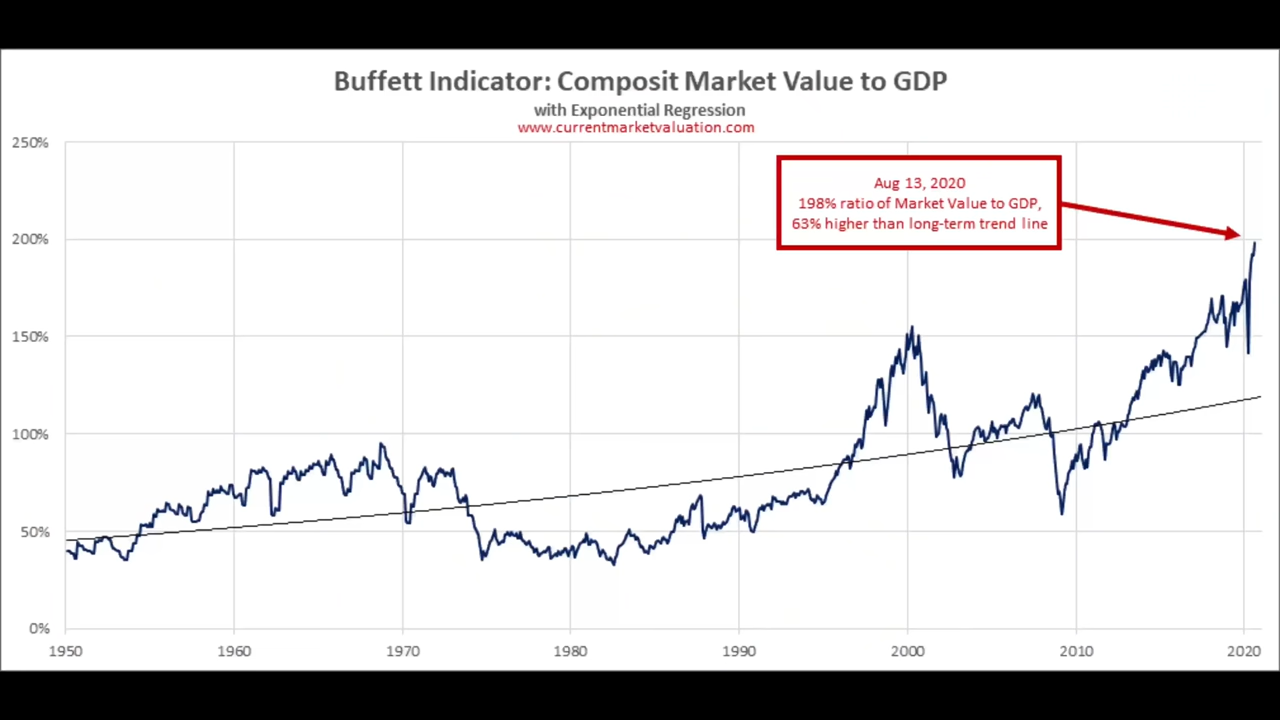 Buffett Indicator: Composit Market Value to GDP
with Exponential Regression
www.currentmarketvaluation.com
250%
Aug 13, 2020
198% ratio of Market Value to GDP,
63% higher than long-term trend line
200%
150%
100%
50%
0%
1950 1960 1970 1980 1990 2000 2010 2020